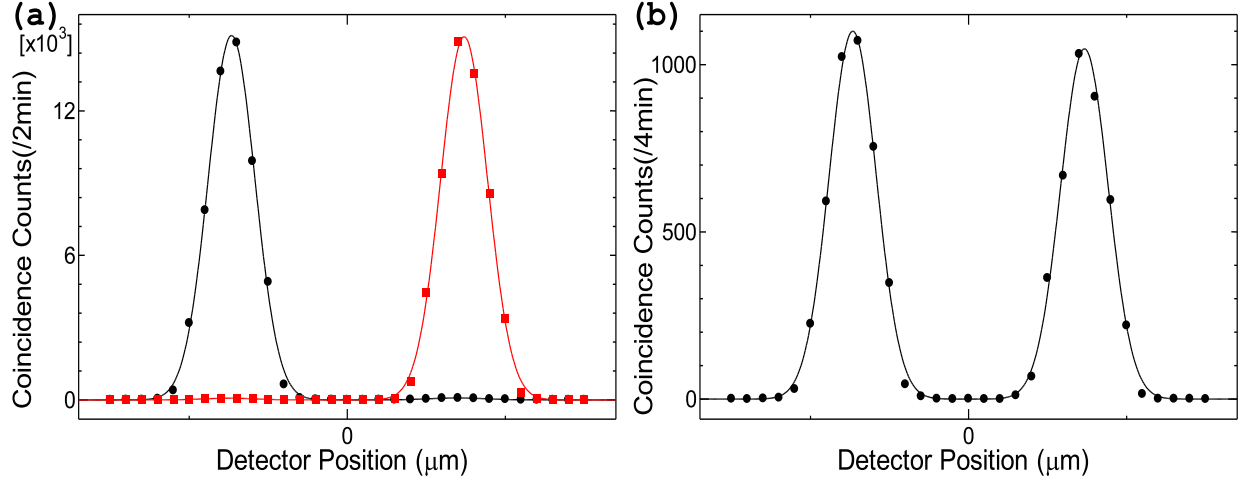 (a)
[x10³]
Coincidence Counts(/2min)
12
6
0
0
Detector Position (μm)
(b)
Coincidence Counts(/4min)
1000
500
0
0
Detector Position (μm)